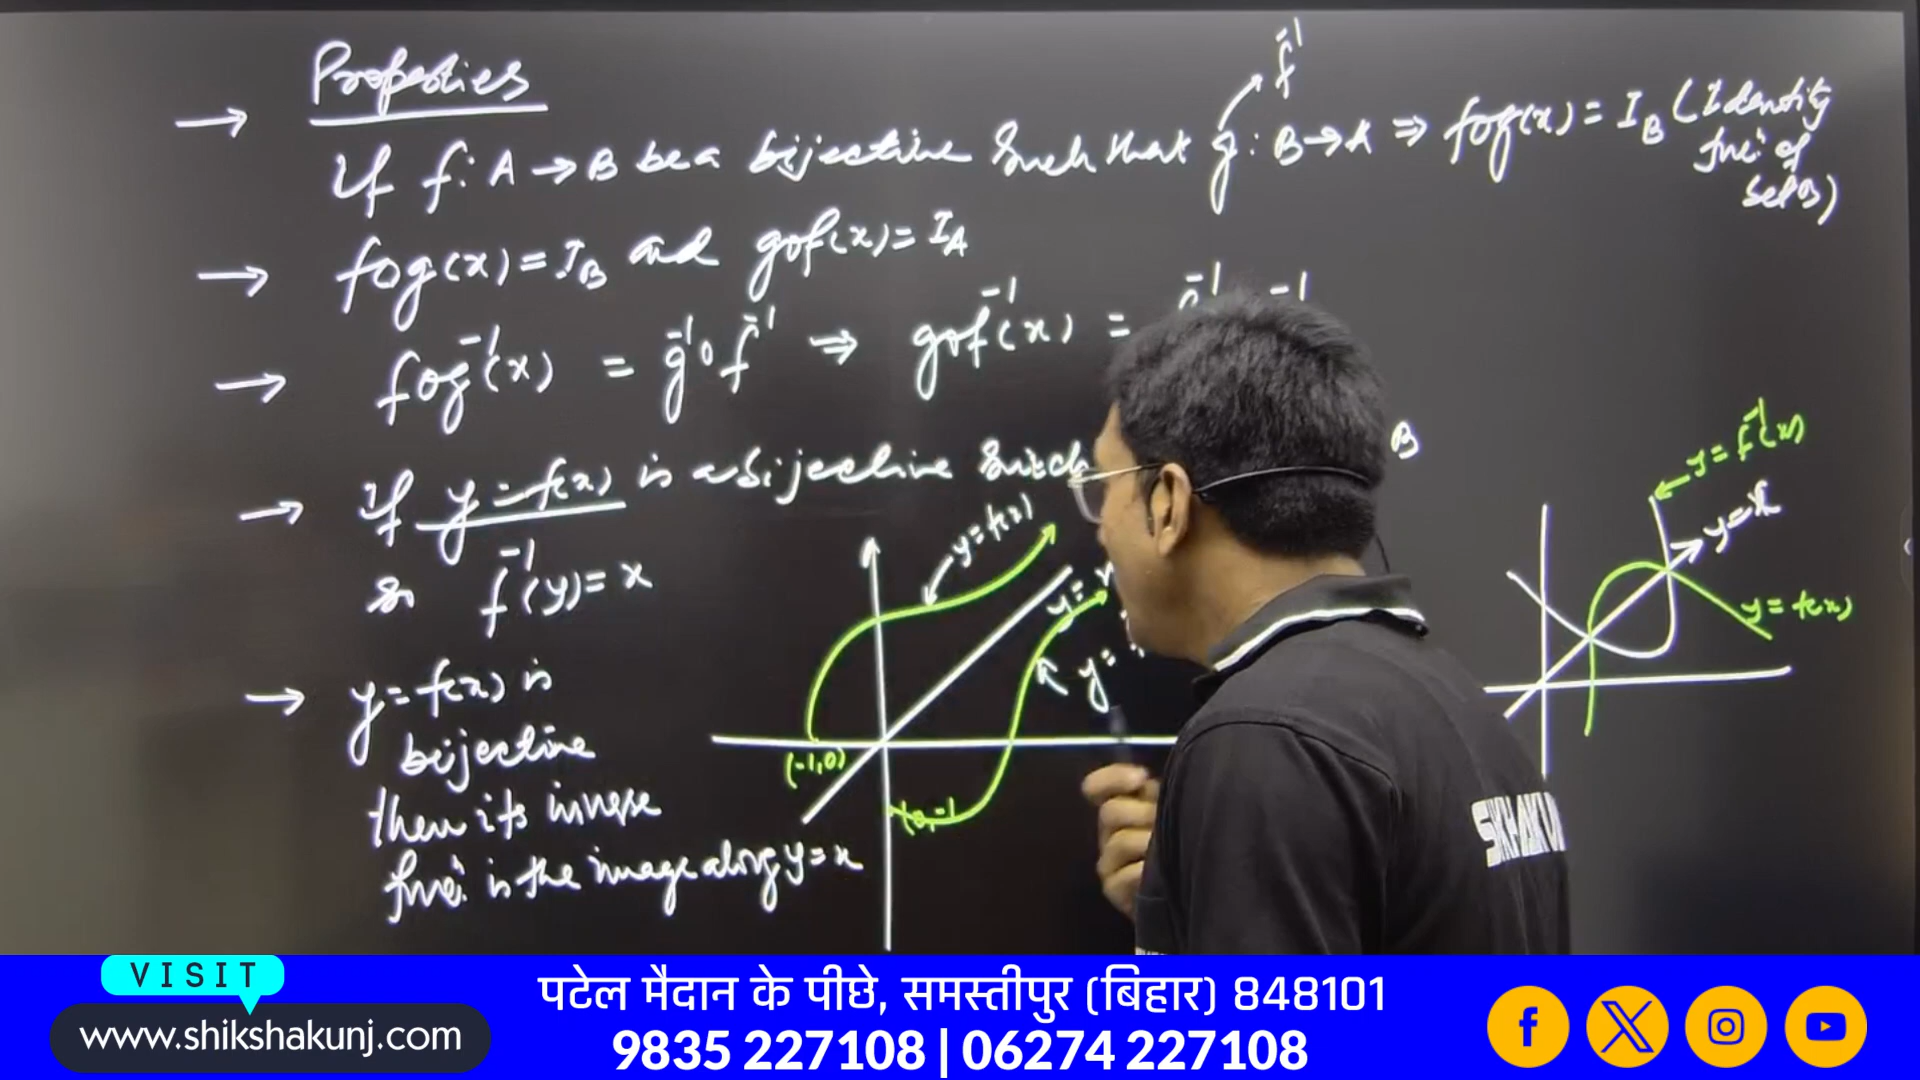 Properties
f⁻¹
→ If f: A → B be a bijective such that g: B → A ⇒ fog(x) = I_B (Identity
func. of
set B)
→ fog(x) = I_B and gof(x) = I_A
→ fog⁻¹(x) = g⁻¹of⁻¹ ⇒ gof⁻¹(x) =
→ If y = f(x) is a bijective such B
so f⁻¹(y) = x
→ y = f(x) is
bijective
then its inverse
func. is the image along y = x
y = f(x)
y =
y =
(-1,0)
(0,-1
y = f⁻¹(x)
y = x
y = f(x)
SHIKSHAKUN
VISIT
www.shikshakunj.com
पटेल मैदान के पीछे, समस्तीपुर (बिहार) 848101
9835 227108 | 06274 227108